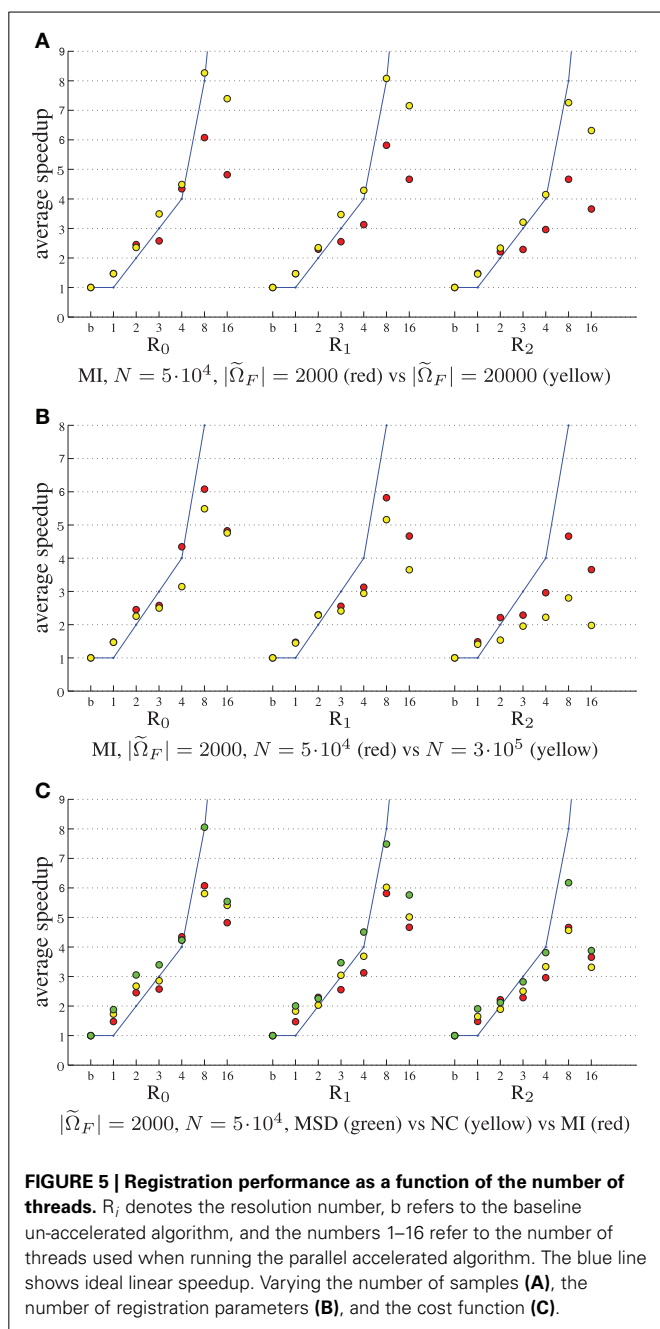 A
average speedup
9
8
7
6
5
4
3
2
1
0
b 1 2 3 4 8 16 b 1 2 3 4 8 16 b 1 2 3 4 8 16
R₀ R₁ R₂
MI, N = 5·10⁴, |Ω̃_F| = 2000 (red) vs |Ω̃_F| = 20000 (yellow)
B
average speedup
8
7
6
5
4
3
2
1
0
b 1 2 3 4 8 16 b 1 2 3 4 8 16 b 1 2 3 4 8 16
R₀ R₁ R₂
MI, |Ω̃_F| = 2000, N = 5·10⁴ (red) vs N = 3·10⁵ (yellow)
C
average speedup
9
8
7
6
5
4
3
2
1
0
b 1 2 3 4 8 16 b 1 2 3 4 8 16 b 1 2 3 4 8 16
R₀ R₁ R₂
|Ω̃_F| = 2000, N = 5·10⁴, MSD (green) vs NC (yellow) vs MI (red)
FIGURE 5 | Registration performance as a function of the number of
threads. Rᵢ denotes the resolution number, b refers to the baseline
un-accelerated algorithm, and the numbers 1–16 refer to the number of
threads used when running the parallel accelerated algorithm. The blue line
shows ideal linear speedup. Varying the number of samples (A), the
number of registration parameters (B), and the cost function (C).